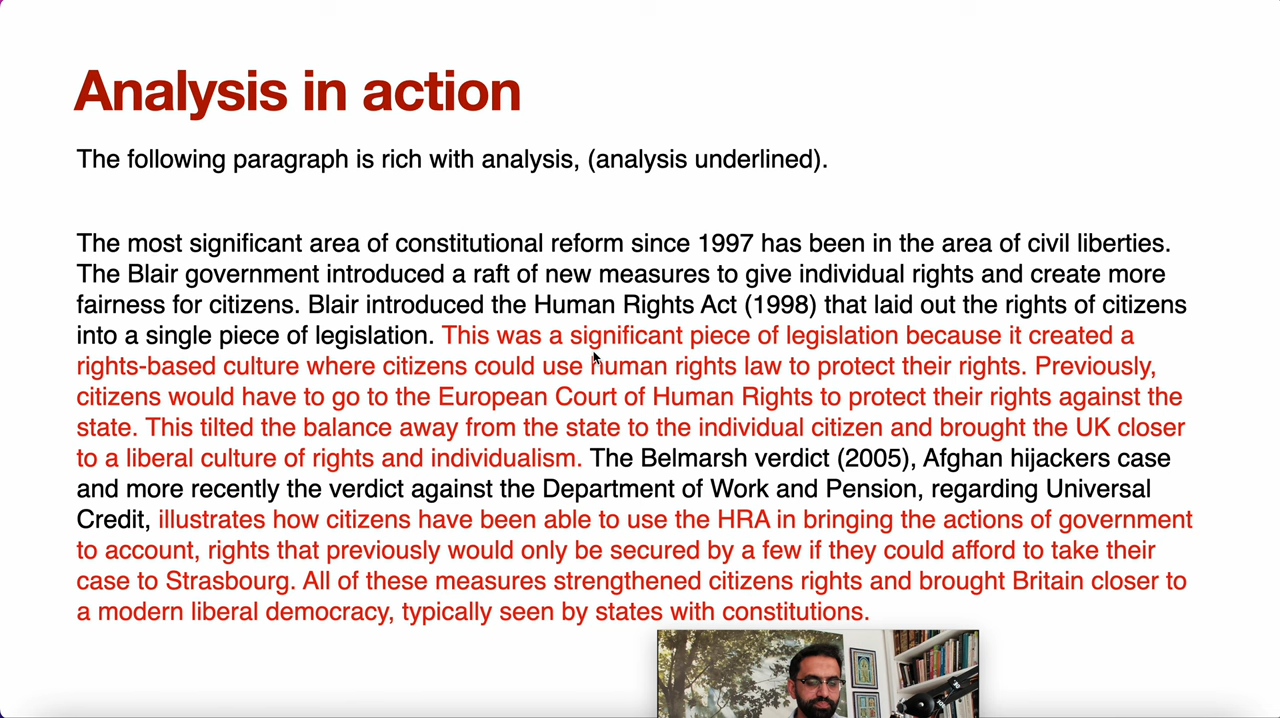 Analysis in action
The following paragraph is rich with analysis, (analysis underlined).
The most significant area of constitutional reform since 1997 has been in the area of civil liberties.
The Blair government introduced a raft of new measures to give individual rights and create more
fairness for citizens. Blair introduced the Human Rights Act (1998) that laid out the rights of citizens
into a single piece of legislation. This was a significant piece of legislation because it created a
rights-based culture where citizens could use human rights law to protect their rights. Previously,
citizens would have to go to the European Court of Human Rights to protect their rights against the
state. This tilted the balance away from the state to the individual citizen and brought the UK closer
to a liberal culture of rights and individualism. The Belmarsh verdict (2005), Afghan hijackers case
and more recently the verdict against the Department of Work and Pension, regarding Universal
Credit, illustrates how citizens have been able to use the HRA in bringing the actions of government
to account, rights that previously would only be secured by a few if they could afford to take their
case to Strasbourg. All of these measures strengthened citizens rights and brought Britain closer to
a modern liberal democracy, typically seen by states with constitutions.